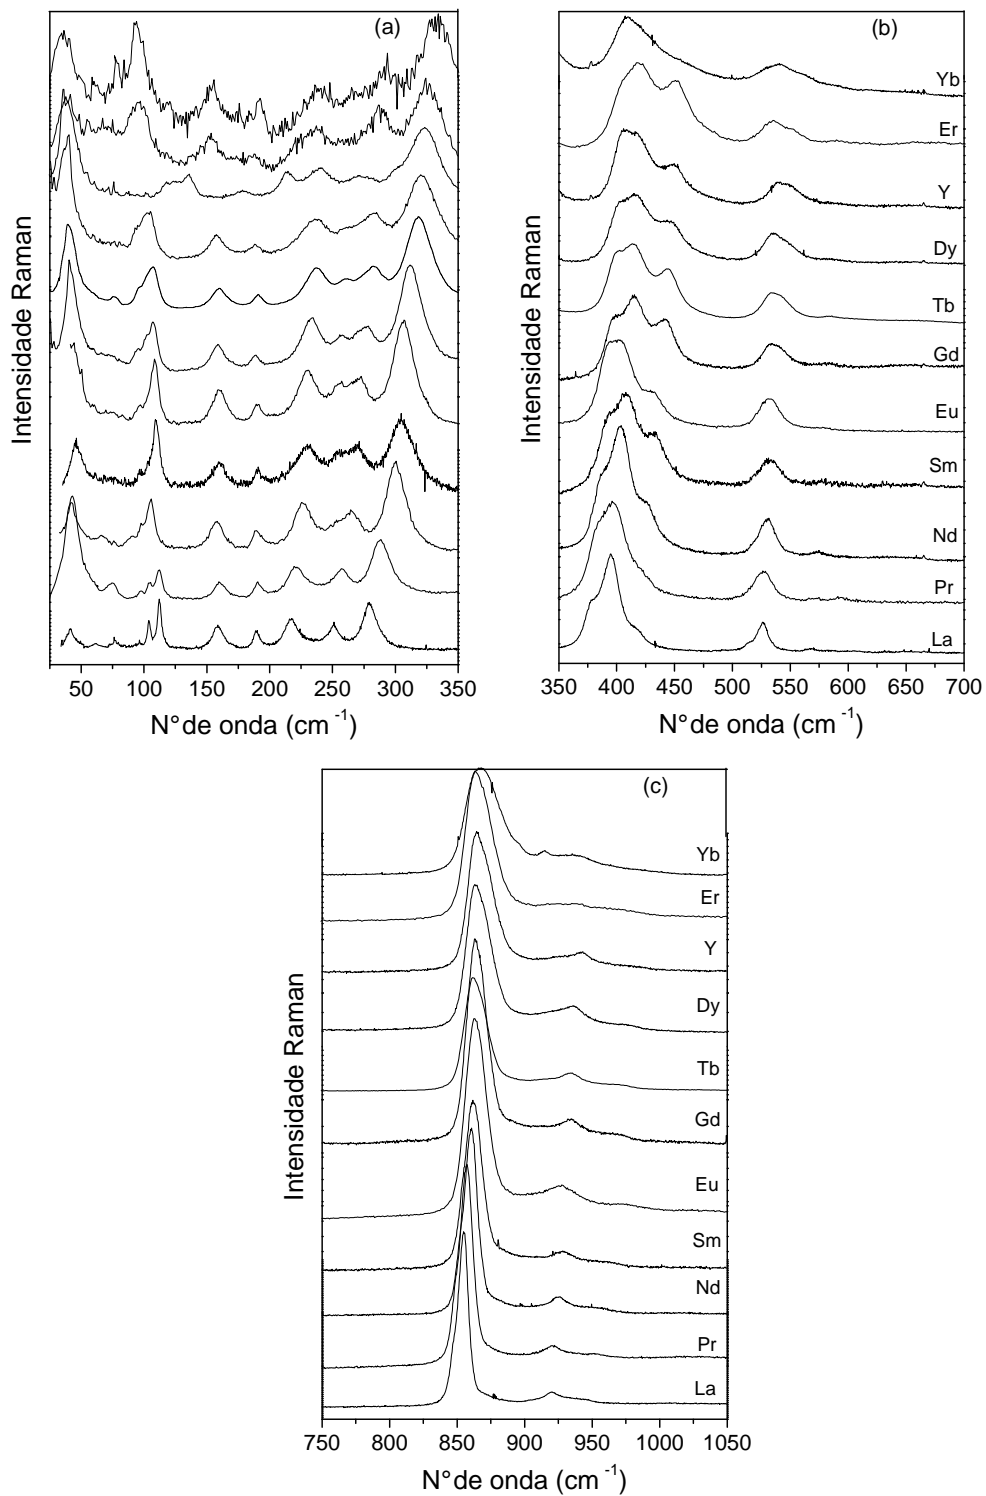 (a)
Intensidade Raman
50 100 150 200 250 300 350
N° de onda (cm -1)
(b)
Intensidade Raman
Yb
Er
Y
Dy
Tb
Gd
Eu
Sm
Nd
Pr
La
350 400 450 500 550 600 650 700
N° de onda (cm -1)
(c)
Intensidade Raman
Yb
Er
Y
Dy
Tb
Gd
Eu
Sm
Nd
Pr
La
750 800 850 900 950 1000 1050
N° de onda (cm -1)